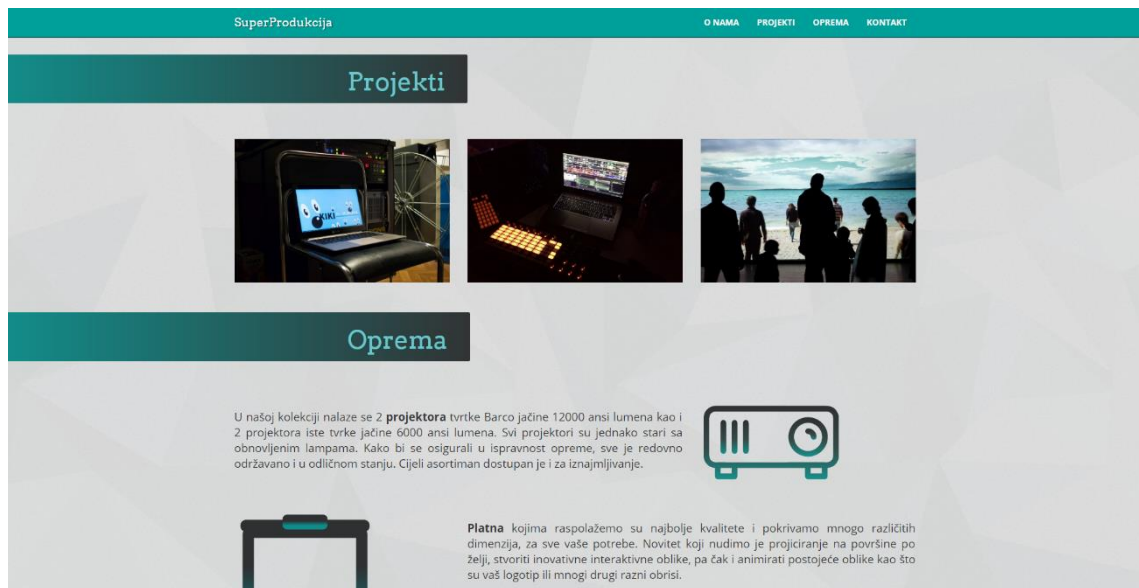 SuperProdukcija
O NAMA PROJEKTI OPREMA KONTAKT
Projekti
KIKI
Oprema
U našoj kolekciji nalaze se 2 projektora tvrtke Barco jačine 12000 ansi lumena kao i
2 projektora iste tvrke jačine 6000 ansi lumena. Svi projektori su jednako stari sa
obnovljenim lampama. Kako bi se osigurali u ispravnost opreme, sve je redovno
održavano i u odličnom stanju. Cijeli asortiman dostupan je i za iznajmljivanje.
Platna kojima raspolažemo su najbolje kvalitete i pokrivamo mnogo različitih
dimenzija, za sve vaše potrebe. Novitet koji nudimo je projiciranje na površine po
želji, stvoriti inovativne interaktivne oblike, pa čak i animirati postojeće oblike kao što
su vaš logotip ili mnogi drugi razni obrisi.